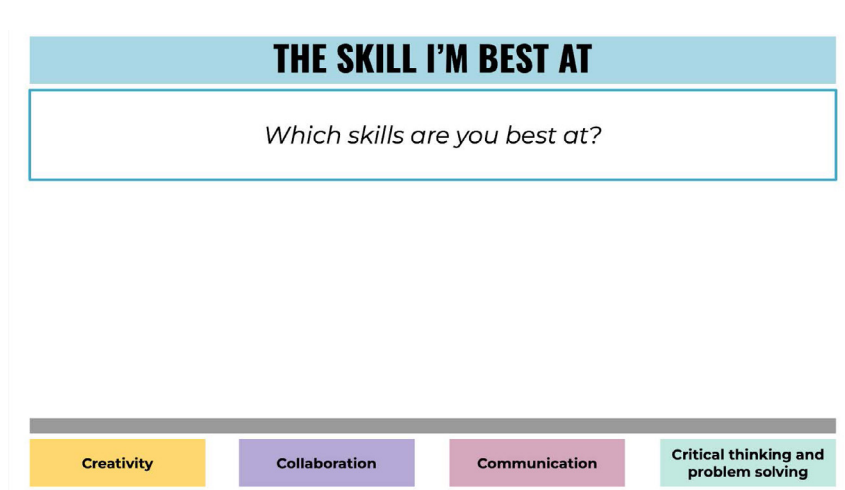 THE SKILL I'M BEST AT
Which skills are you best at?
Creativity
Collaboration
Communication
Critical thinking and
problem solving